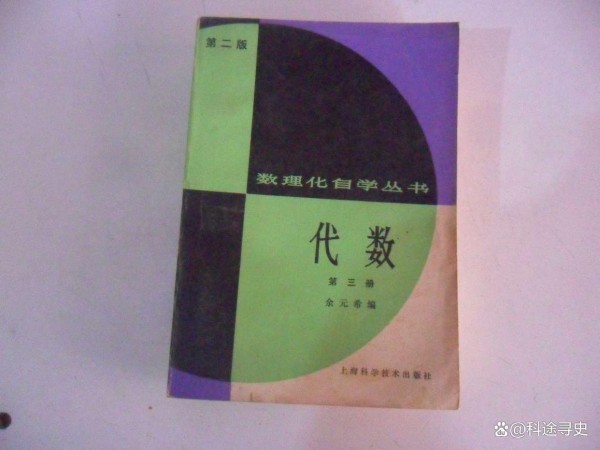 第二版
数理化自学丛书
代数
第三册
余元希编
上海科学技术出版社
@科途寻史